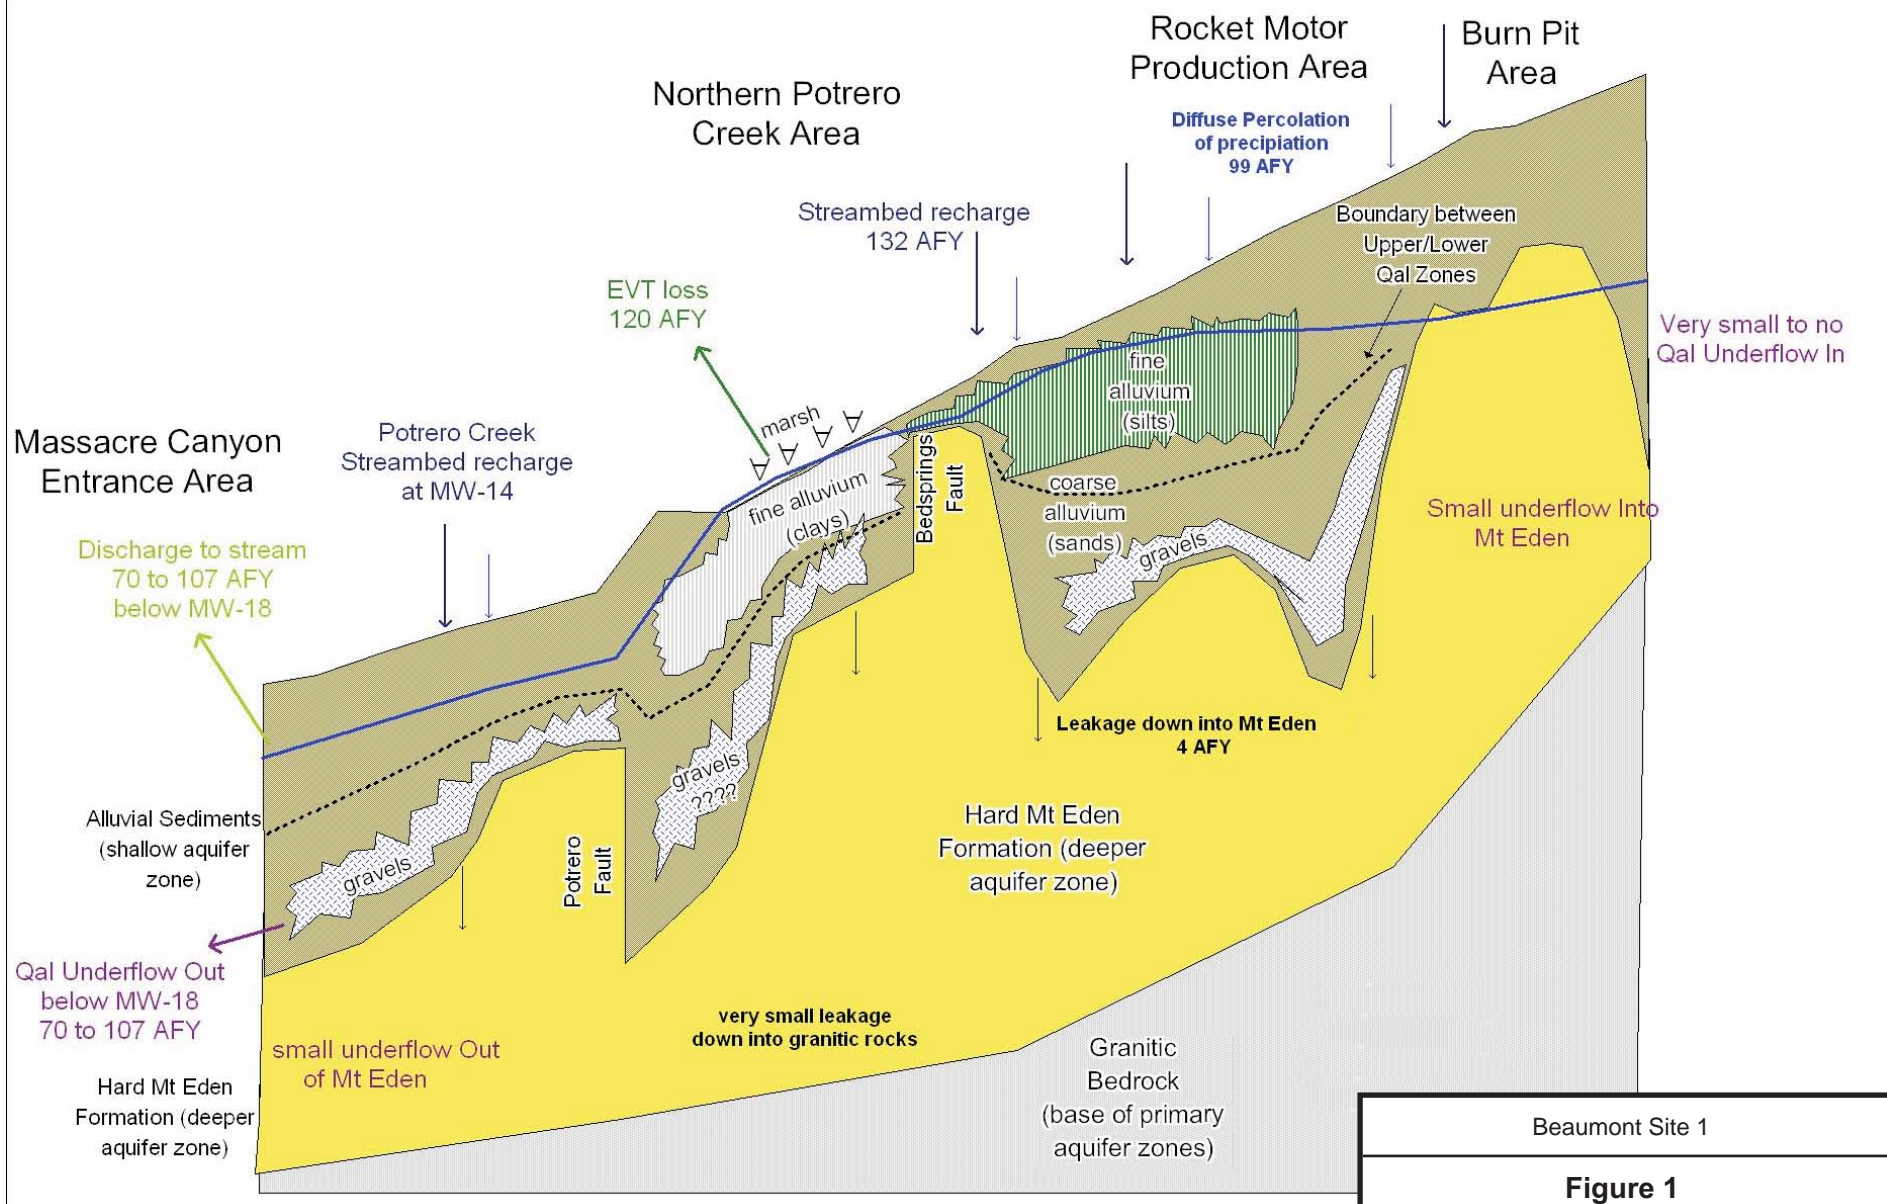 Rocket Motor
Production Area
Burn Pit
Area
Northern Potrero
Creek Area
Diffuse Percolation
of precipiation
99 AFY
Streambed recharge
132 AFY
Boundary between
Upper/Lower
Qal Zones
EVT loss
120 AFY
Very small to no
Qal Underflow In
fine
alluvium
(silts)
marsh
Massacre Canyon
Entrance Area
Potrero Creek
Streambed recharge
at MW-14
Bedsprings
Fault
fine alluvium
(clays)
coarse
alluvium
(sands)
gravels
Small underflow Into
Mt Eden
Discharge to stream
70 to 107 AFY
below MW-18
Leakage down into Mt Eden
4 AFY
gravels
????
Alluvial Sediments
(shallow aquifer
zone)
gravels
Potrero
Fault
Hard Mt Eden
Formation (deeper
aquifer zone)
Qal Underflow Out
below MW-18
70 to 107 AFY
very small leakage
down into granitic rocks
small underflow Out
of Mt Eden
Hard Mt Eden
Formation (deeper
aquifer zone)
Granitic
Bedrock
(base of primary
aquifer zones)
Beaumont Site 1
Figure 1